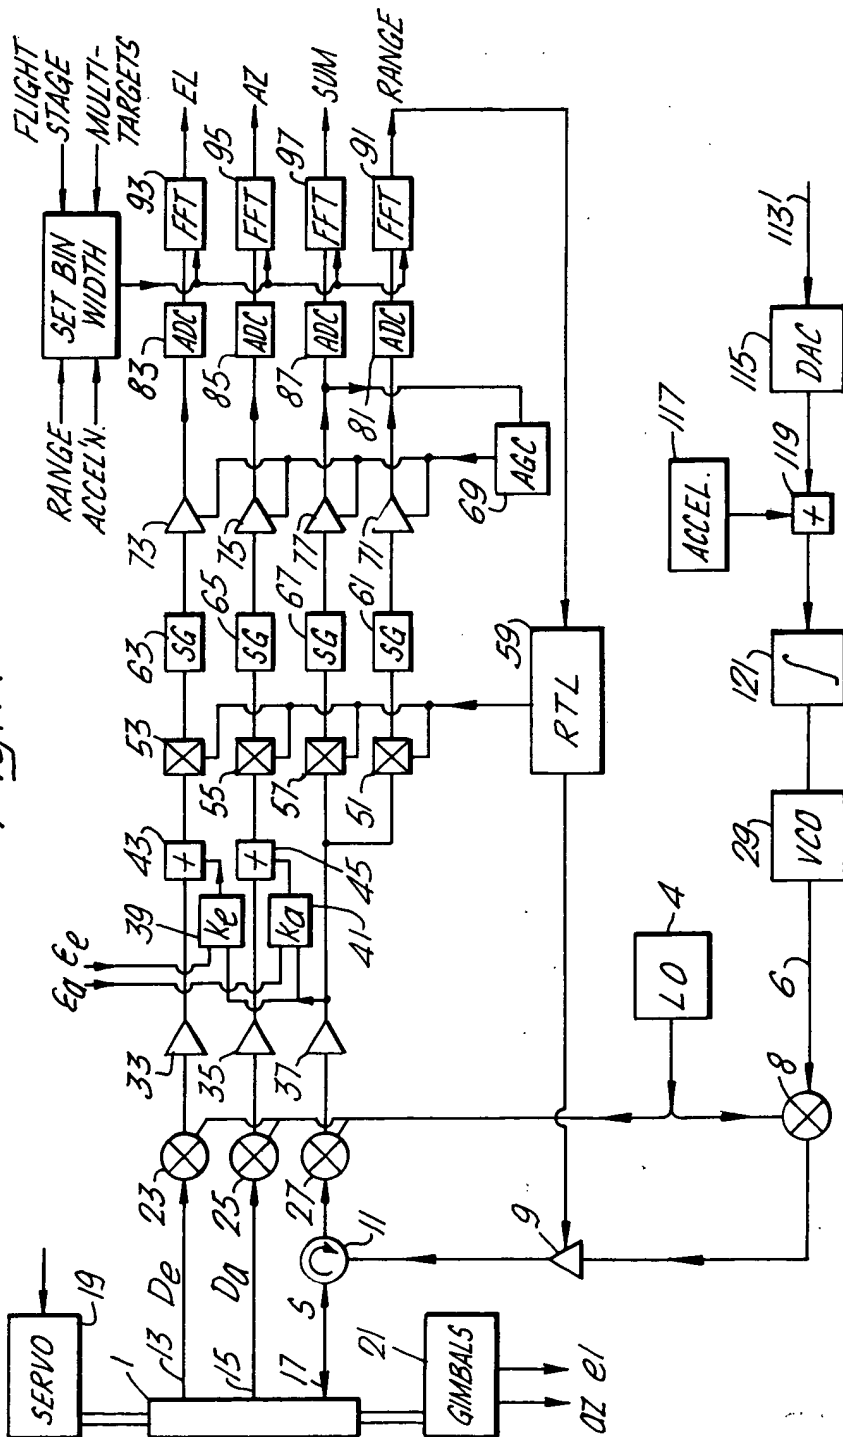 FLIGHT STAGE
MULTI-TARGETS
RANGE
ACCEL'N.
SET BIN WIDTH
EL
AZ
SUM
RANGE
93
95
97
91
FFT
FFT
FFT
FFT
83
85
87
81
ADC
ADC
ADC
ADC
AGC
69
73
75
77
71
63
65
67
61
SG
SG
SG
SG
53
55
57
51
59
RTL
43
45
+
+
39
Ke
Ka
41
εa
εe
33
35
37
23
25
27
11
9
SERVO
19
1
13
De
15
Da
17
S
21
GIMBALS
az
el
113'
115
DAC
117
ACCEL.
119
+
121
∫
29
VCO
6
4
LO
8